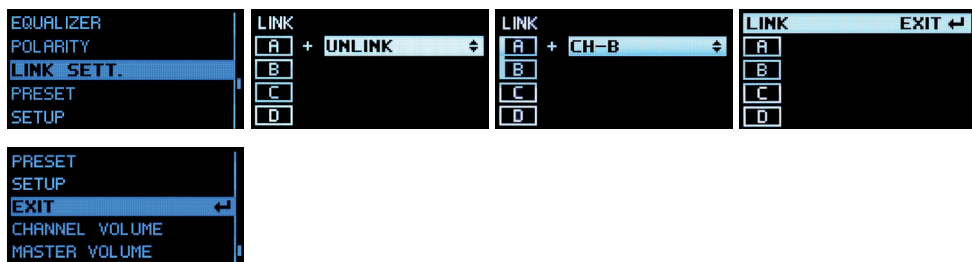 EQUALIZER
POLARITY
LINK SETT.
PRESET
SETUP
LINK
A + UNLINK
B
C
D
LINK
A + CH-B
B
C
D
LINK EXIT ↵
A
B
C
D
PRESET
SETUP
EXIT ↵
CHANNEL VOLUME
MASTER VOLUME